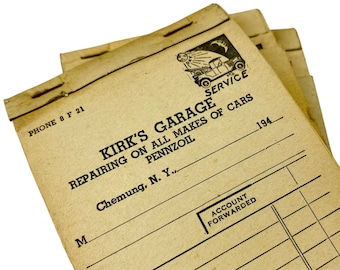 PHONE 8 F 21
SERVICE
KIRK'S GARAGE
REPAIRING ON ALL MAKES OF CARS
PENNZOIL
Chemung, N. Y., 194
M
ACCOUNT
FORWARDED